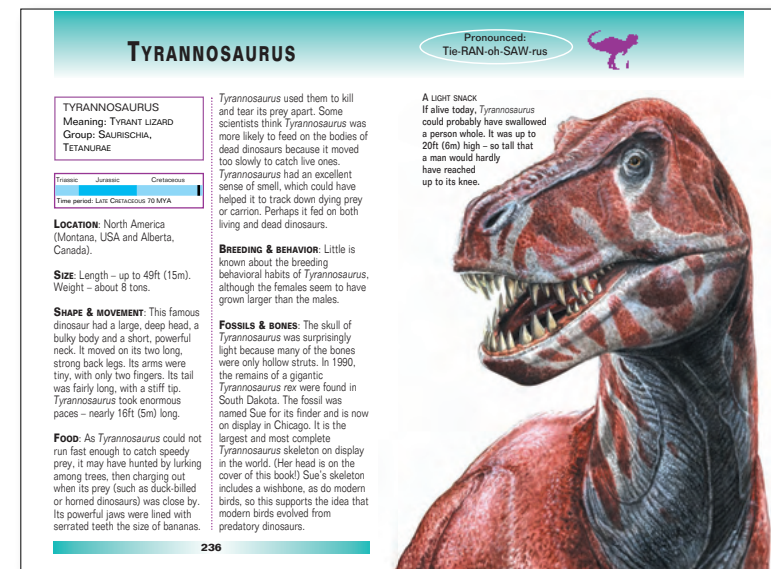 TYRANNOSAURUS
Pronounced:
Tie-RAN-oh-SAW-rus
TYRANNOSAURUS
Meaning: TYRANT LIZARD
Group: SAURISCHIA,
TETANURAE
Triassic Jurassic Cretaceous
Time period: LATE CRETACEOUS 70 MYA
LOCATION: North America
(Montana, USA and Alberta,
Canada).
SIZE: Length – up to 49ft (15m).
Weight – about 8 tons.
SHAPE & MOVEMENT: This famous
dinosaur had a large, deep head, a
bulky body and a short, powerful
neck. It moved on its two long,
strong back legs. Its arms were
tiny, with only two fingers. Its tail
was fairly long, with a stiff tip.
Tyrannosaurus took enormous
paces – nearly 16ft (5m) long.
FOOD: As Tyrannosaurus could not
run fast enough to catch speedy
prey, it may have hunted by lurking
among trees, then charging out
when its prey (such as duck-billed
or horned dinosaurs) was close by.
Its powerful jaws were lined with
serrated teeth the size of bananas.
Tyrannosaurus used them to kill
and tear its prey apart. Some
scientists think Tyrannosaurus was
more likely to feed on the bodies of
dead dinosaurs because it moved
too slowly to catch live ones.
Tyrannosaurus had an excellent
sense of smell, which could have
helped it to track down dying prey
or carrion. Perhaps it fed on both
living and dead dinosaurs.
BREEDING & BEHAVIOR: Little is
known about the breeding
behavioral habits of Tyrannosaurus,
although the females seem to have
grown larger than the males.
FOSSILS & BONES: The skull of
Tyrannosaurus was surprisingly
light because many of the bones
were only hollow struts. In 1990,
the remains of a gigantic
Tyrannosaurus rex were found in
South Dakota. The fossil was
named Sue for its finder and is now
on display in Chicago. It is the
largest and most complete
Tyrannosaurus skeleton on display
in the world. (Her head is on the
cover of this book!) Sue's skeleton
includes a wishbone, as do modern
birds, so this supports the idea that
modern birds evolved from
predatory dinosaurs.
A LIGHT SNACK
If alive today, Tyrannosaurus
could probably have swallowed
a person whole. It was up to
20ft (6m) high – so tall that
a man would hardly
have reached
up to its knee.
236